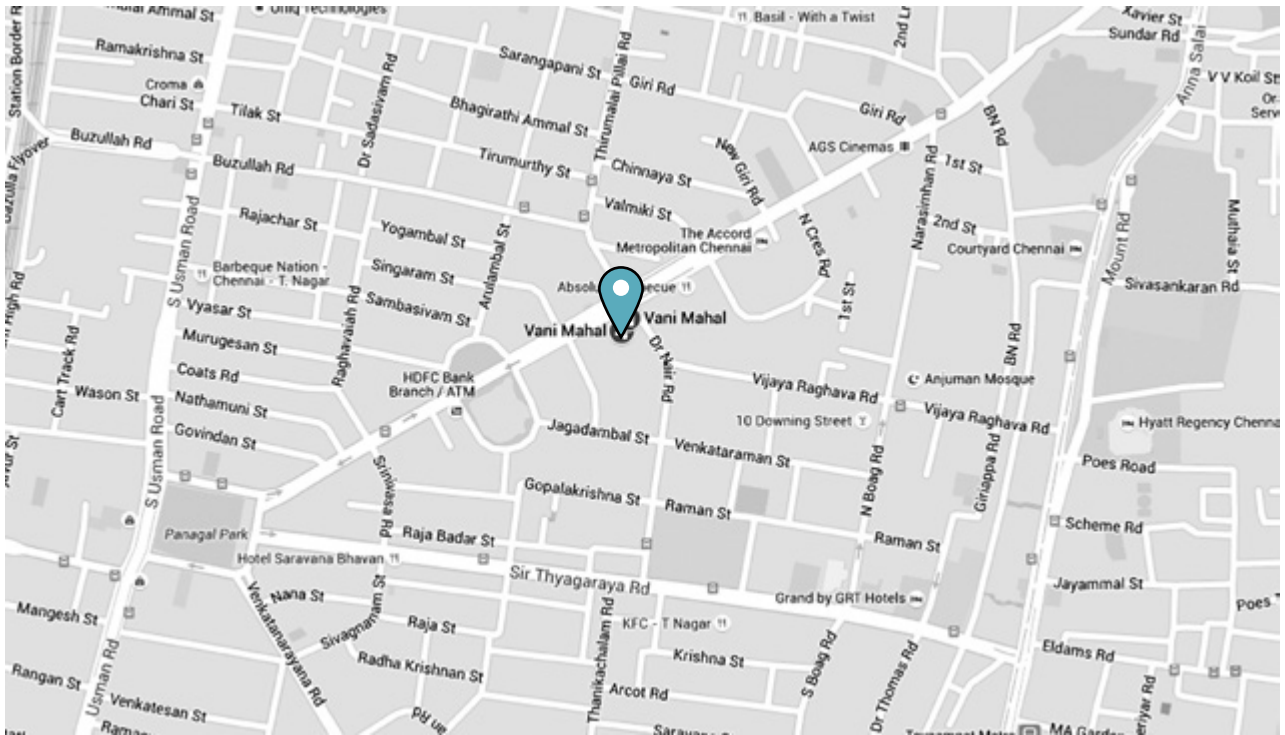 Uniq Technologies
Basil - With a Twist
2nd Ln
Xavier St
Sundar Rd
Anna Salai
Station Border R
Ramakrishna St
Sarangapani St
Thirumalai Pillai Rd
Giri Rd
V V Koil St
Croma
Chari St
Tilak St
Dr Sadasivam Rd
Bhagirathi Ammal St
Giri Rd
BN Rd
Or
Serv
Buzullah Rd
Buzullah Rd
Tirumurthy St
Chinnaya St
New Giri Rd
AGS Cinemas
1st St
Bazulla Flyover
Rajachar St
Yogambal St
Valmiki St
N Cres Rd
Narasimhan Rd
2nd St
Muthaia St
S Usman Road
The Accord
Metropolitan Chennai
Courtyard Chennai
Mount Rd
Barbeque Nation -
Chennai - T. Nagar
Singaram St
Arulambal St
Absolu
ecue
1st St
Sivasankaran Rd
Vyasar St
Sambasivam St
Vani Mahal
Vani Mahal
Murugesan St
Raghavaiah Rd
Dr Nair Rd
BN Rd
Cart Track Rd
Coats Rd
HDFC Bank
Branch / ATM
Vijaya Raghava Rd
Anjuman Mosque
Wason St
Nathamuni St
10 Downing Street
Vijaya Raghava Rd
Hyatt Regency Chenna
Govindan St
Jagadambal St
Venkataraman St
S Usman Road
Srinivasa Rd
N Boag Rd
Giriappa Rd
Poes Road
Gopalakrishna St
Raman St
Scheme Rd
Panagal Park
Raja Badar St
Raman St
Hotel Saravana Bhavan
Sir Thyagaraya Rd
Jayammal St
Nana St
Grand by GRT Hotels
Poes
Mangesh St
Venkatanarayana Rd
Sivagnanam St
Raja St
Thanikachalam Rd
KFC - T Nagar
Eldams Rd
Radha Krishnan St
Krishna St
S Boag Rd
Dr Thomas Rd
Rangan St
Usman Rd
Arcot Rd
Venkatesan St
MA Garden